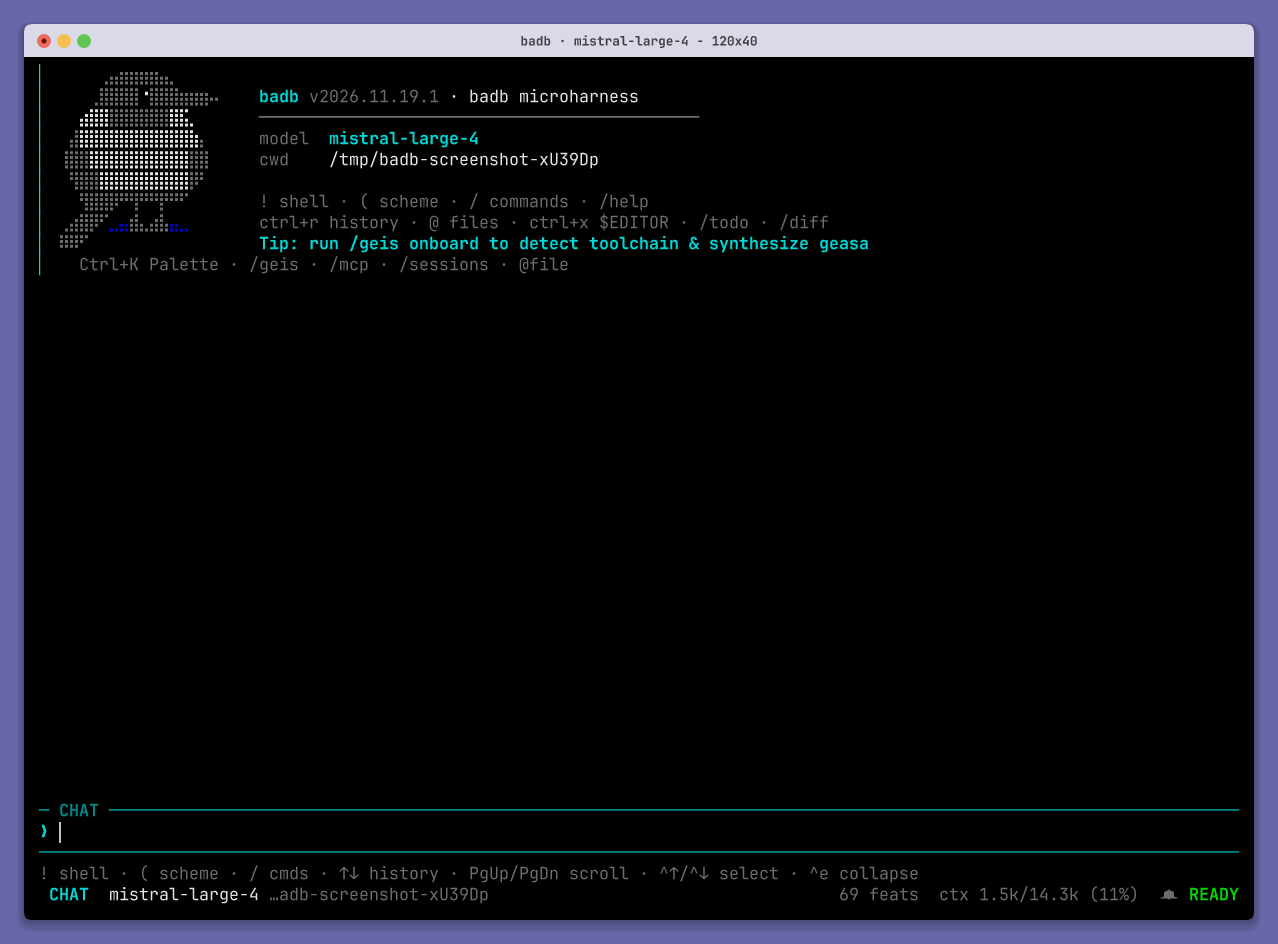 badb · mistral-large-4 - 120x40
badb v2026.11.19.1 · badb microharness
model mistral-large-4
cwd /tmp/badb-screenshot-xU39Dp
! shell · ( scheme · / commands · /help
ctrl+r history · @ files · ctrl+x $EDITOR · /todo · /diff
Tip: run /geis onboard to detect toolchain & synthesize geasa
Ctrl+K Palette · /geis · /mcp · /sessions · @file
CHAT
❯
! shell · ( scheme · / cmds · ↑↓ history · PgUp/PgDn scroll · ^↑/^↓ select · ^e collapse
CHAT mistral-large-4 …adb-screenshot-xU39Dp 69 feats ctx 1.5k/14.3k (11%) READY